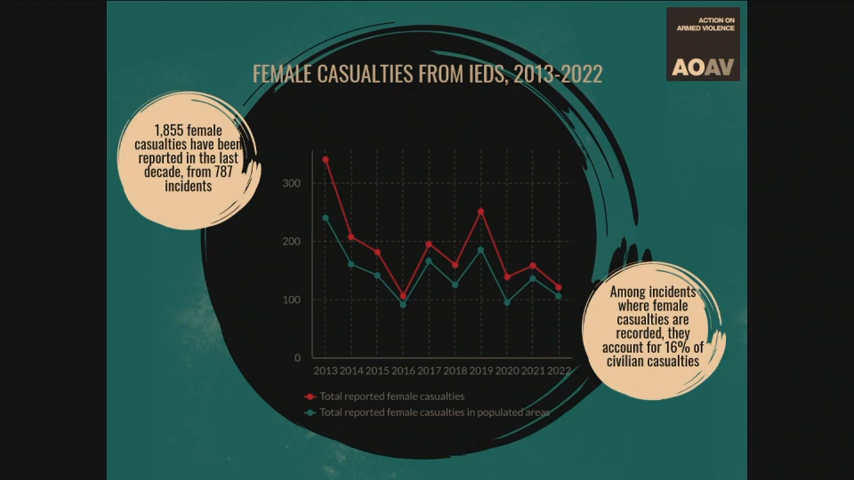 ACTION ON
ARMED VIOLENCE
AOAV
FEMALE CASUALTIES FROM IEDS, 2013-2022
1,855 female
casualties have been
reported in the last
decade, from 787
incidents
300
200
100
0
2013 2014 2015 2016 2017 2018 2019 2020 2021 2022
Total reported female casualties
Total reported female casualties in populated areas
Among incidents
where female
casualties are
recorded, they
account for 16% of
civilian casualties